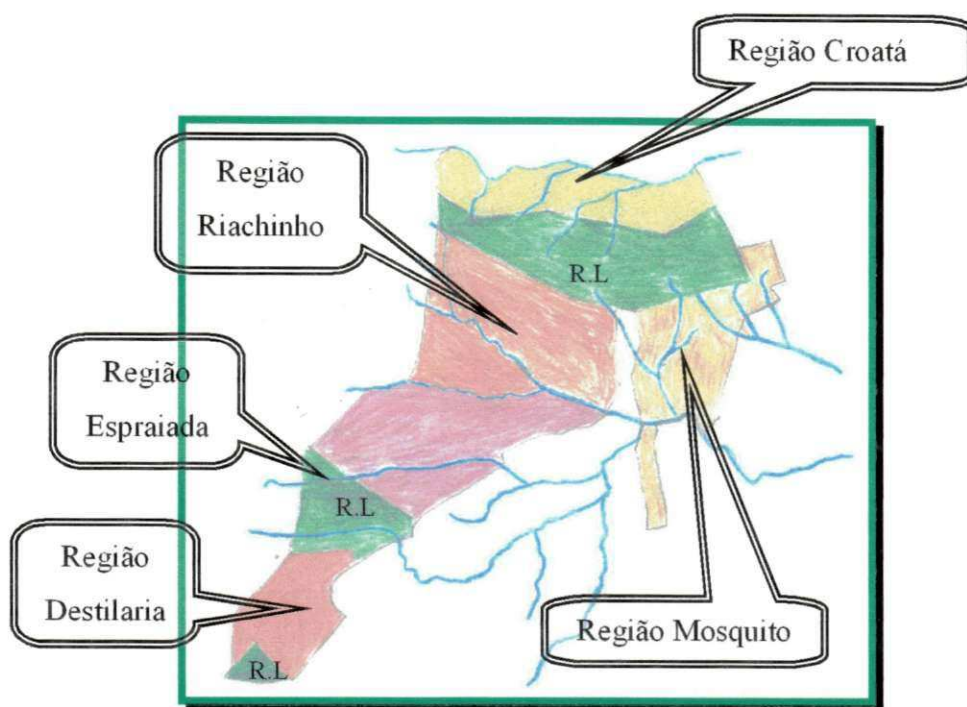 Região Croatá
Região
Riachinho
R.L
Região
Espraiada
R.L
Região
Destilaria
Região Mosquito
R.L